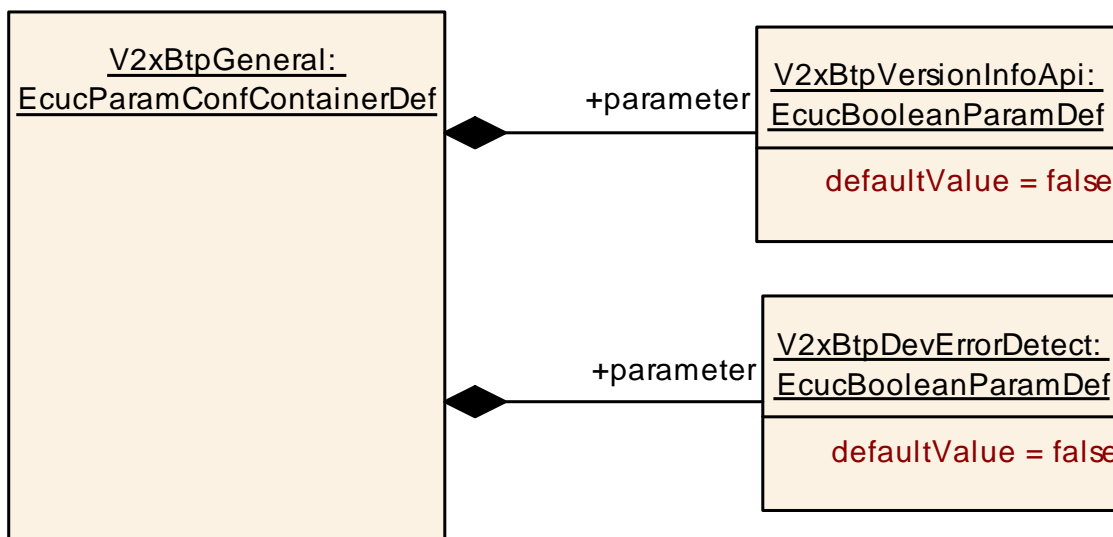 V2xBtpGeneral:
EcucParamConfContainerDef
+parameter
V2xBtpVersionInfoApi:
EcucBooleanParamDef
defaultValue = false
+parameter
V2xBtpDevErrorDetect:
EcucBooleanParamDef
defaultValue = false